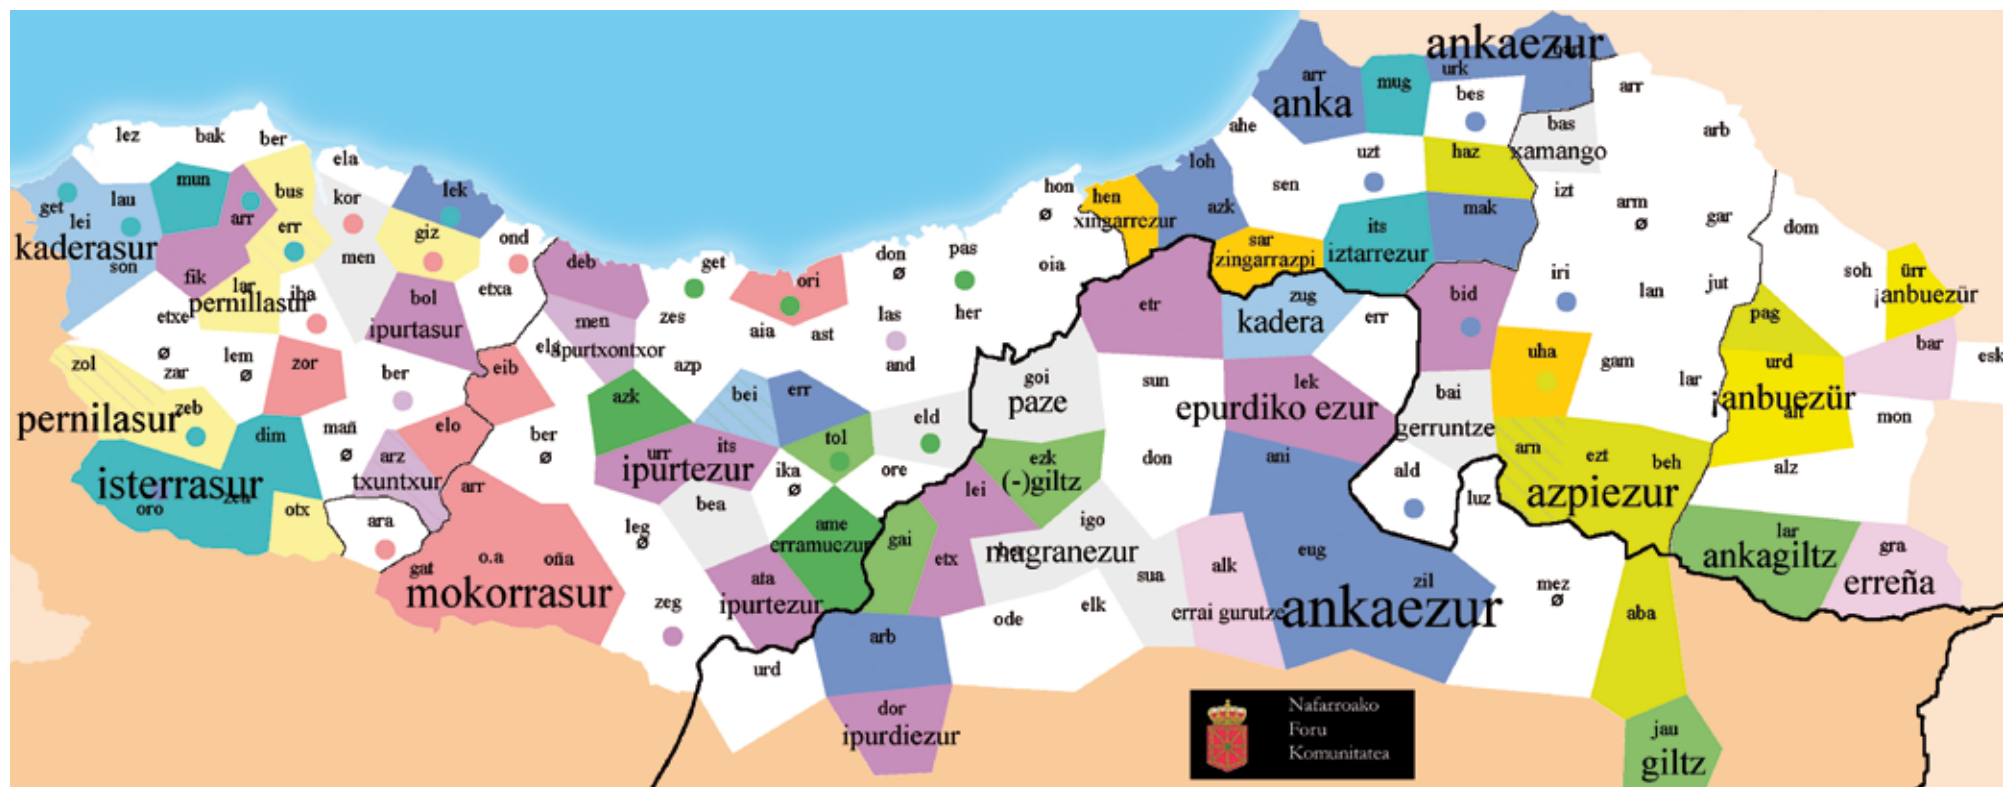 ankaezur
urk
arr
mug
bes
arr
anka
bas
arb
lez
bak
ber
ahe
xamango
ela
uzt
haz
loh
mun
kor
lek
bus
hon
Ø
hen
sen
izt
get
lau
lei
arr
xingarrezur
azk
mak
arm
Ø
gar
kaderasur
err
giz
ond
its
iztarrezur
dom
son
men
sar
zingarrazpi
fik
lar
pernillasur
iba
bol
etxa
deb
get
ori
don
Ø
pas
oia
iri
lan
jut
soh
ürr
¡anbuezür
etxe
ipurtasur
men
zes
aia
ast
las
her
etr
zug
kadera
err
bid
pag
Ø
zar
lem
Ø
elg
ipurtxontxor
azp
and
uha
gam
bar
esk
zol
zor
ber
eib
goi
paze
sun
lek
epurdiko ezur
bai
gerruntze
lar
urd
¡anbuezür
alt
mon
pernilasur
zeb
azk
bei
err
eld
mañ
Ø
elo
ber
Ø
dim
urr
its
ipurtezur
tol
ika
Ø
ore
ezk
(-)giltz
don
ani
ald
luz
arn
ezt
beh
azpiezur
alz
isterrasur
oro
zeh
otx
arz
txuntxur
arr
ara
bea
leg
Ø
ame
erramuezur
gai
lei
igo
etx
magranezur
eug
lar
ankagiltz
gra
erreña
gat
o.a
oña
mokorrasur
ata
ipurtezur
zeg
sua
alk
errai gurutze
zil
ankaezur
mez
Ø
aba
ode
elk
urd
arb
dor
ipurdiezur
jau
giltz
Nafarroako
Foru
Komunitatea